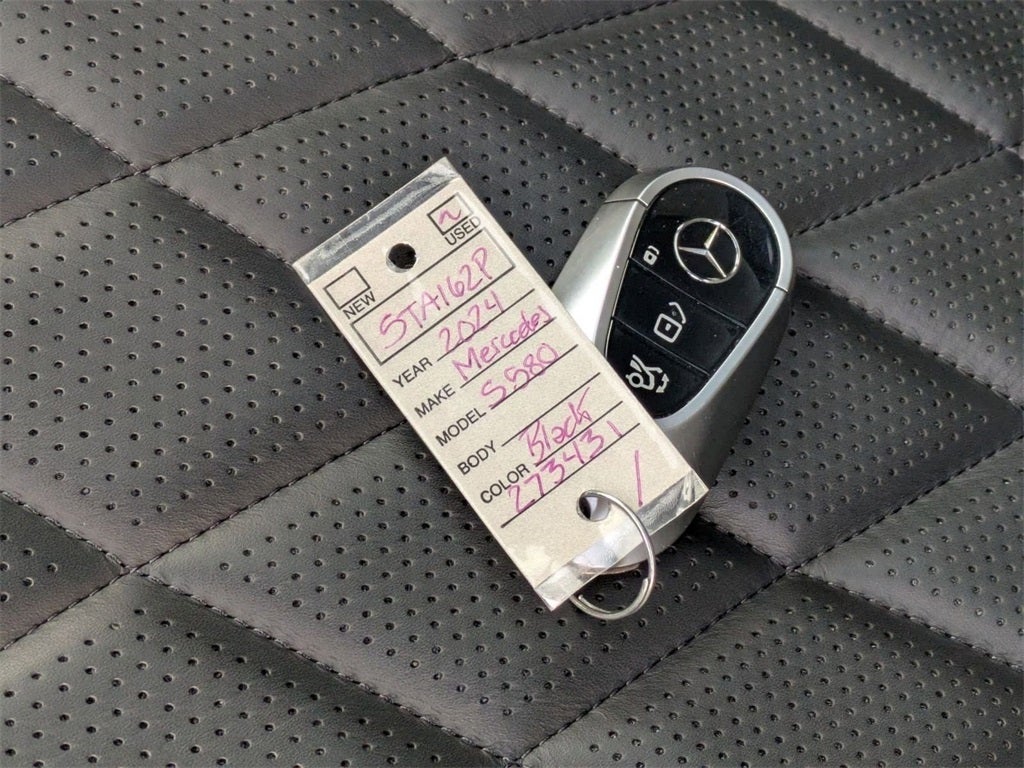 USED
NEW
STA162P
YEAR 2024
MAKE Mercedes
MODEL S580
BODY
COLOR Black
273431